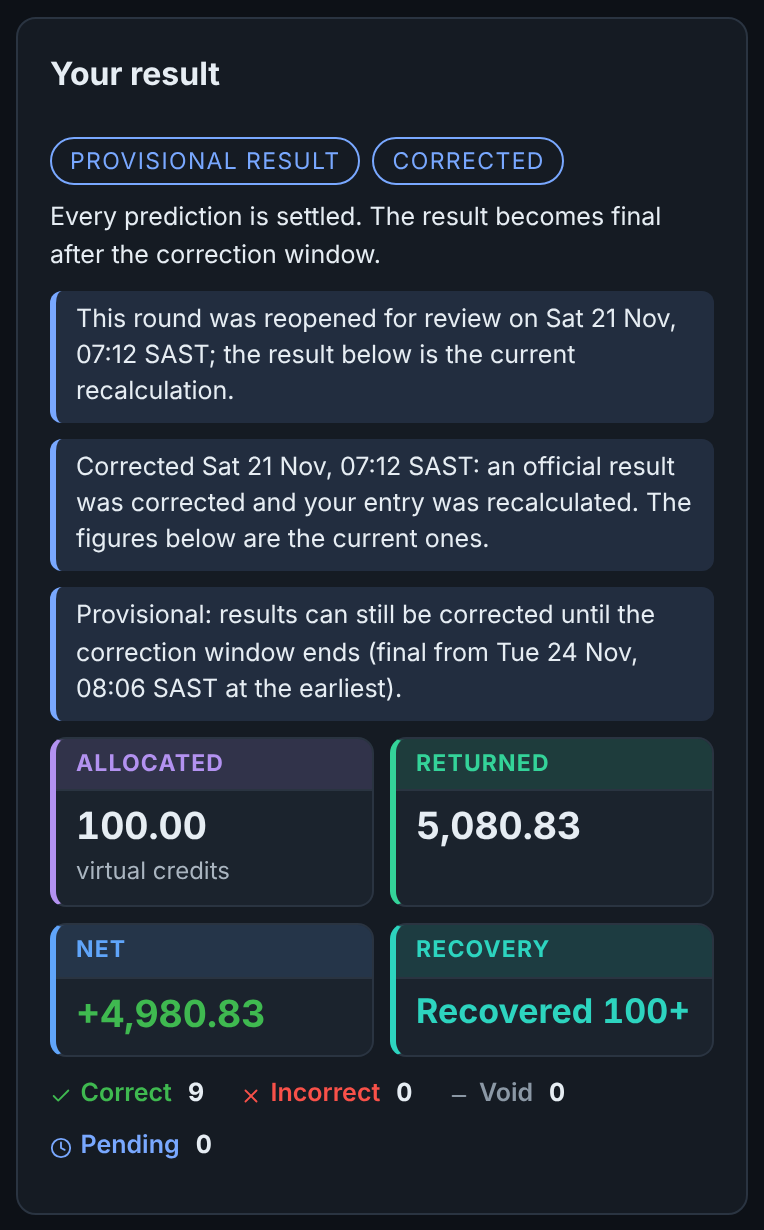 Your result
PROVISIONAL RESULT CORRECTED
Every prediction is settled. The result becomes final
after the correction window.
This round was reopened for review on Sat 21 Nov,
07:12 SAST; the result below is the current
recalculation.
Corrected Sat 21 Nov, 07:12 SAST: an official result
was corrected and your entry was recalculated. The
figures below are the current ones.
Provisional: results can still be corrected until the
correction window ends (final from Tue 24 Nov,
08:06 SAST at the earliest).
ALLOCATED
100.00
virtual credits
RETURNED
5,080.83
NET
+4,980.83
RECOVERY
Recovered 100+
✓ Correct 9 × Incorrect 0 – Void 0
Pending 0